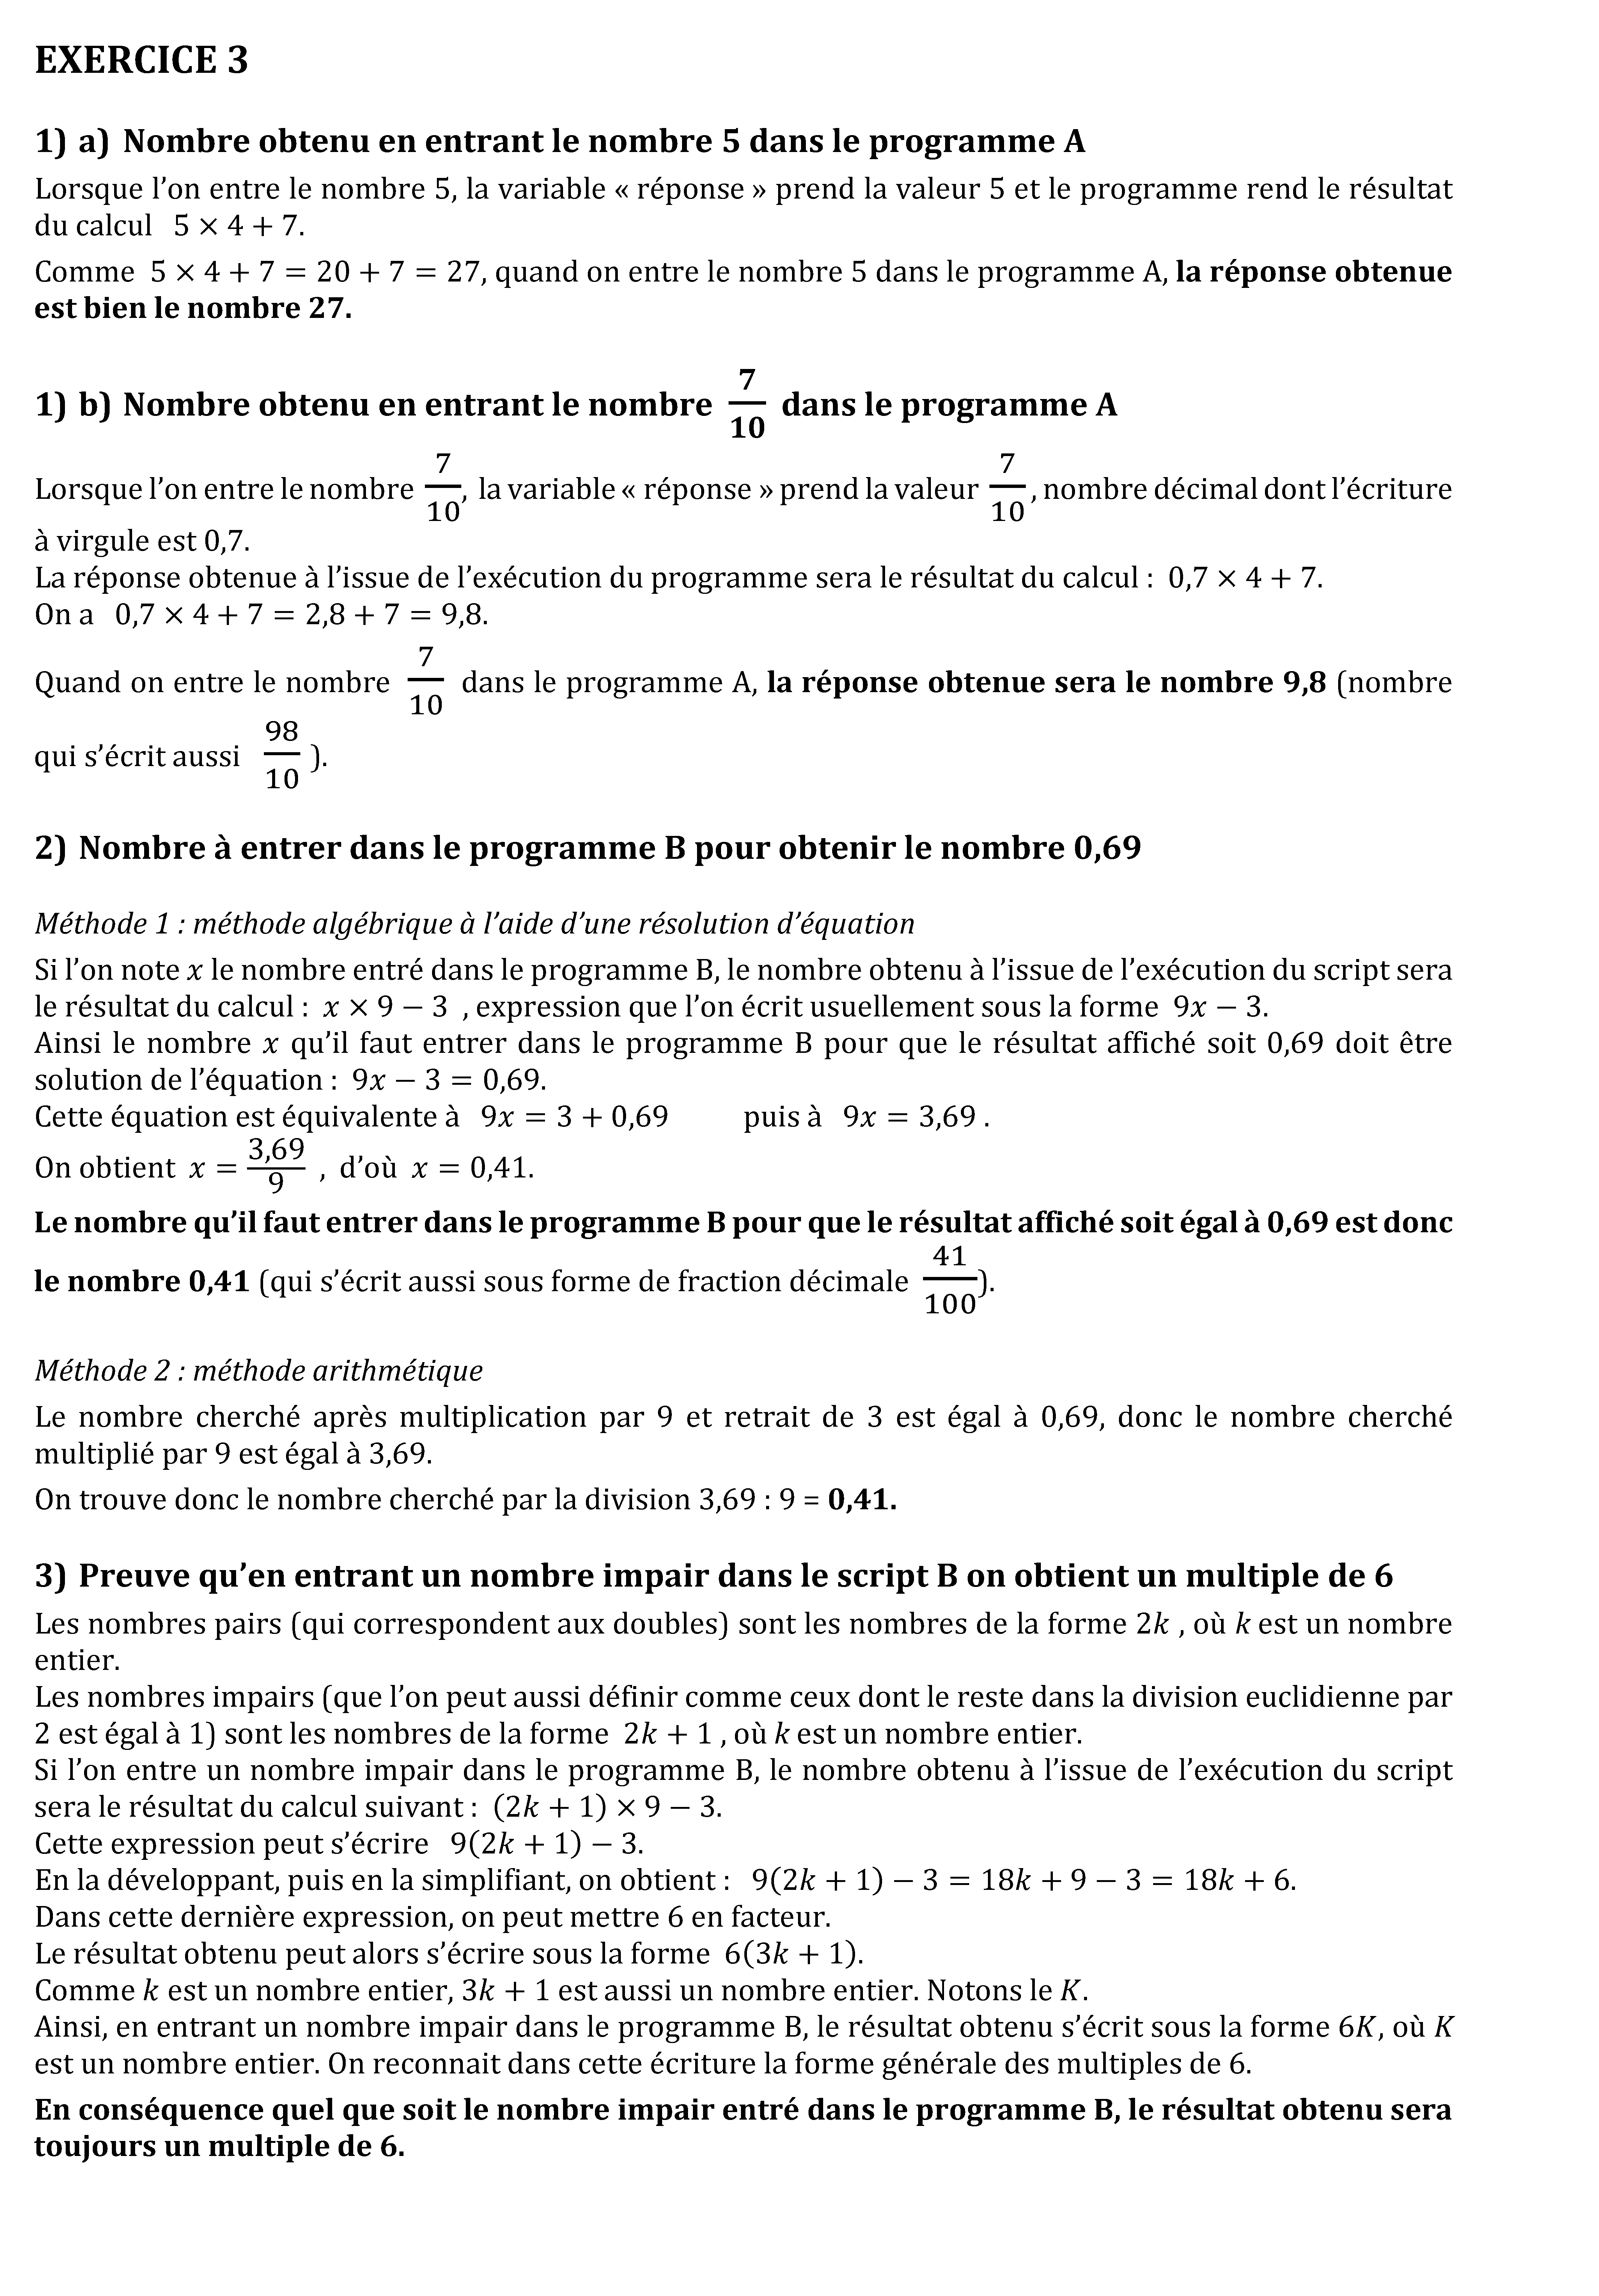 EXERCICE 3
1) a) Nombre obtenu en entrant le nombre 5 dans le programme A
Lorsque l’on entre le nombre 5, la variable « réponse » prend la valeur 5 et le programme rend le résultat
du calcul 5 × 4 + 7.
Comme 5 × 4 + 7 = 20 + 7 = 27, quand on entre le nombre 5 dans le programme A, la réponse obtenue
est bien le nombre 27.
1) b) Nombre obtenu en entrant le nombre 7/10 dans le programme A
Lorsque l’on entre le nombre 7/10, la variable « réponse » prend la valeur 7/10, nombre décimal dont l’écriture
à virgule est 0,7.
La réponse obtenue à l’issue de l’exécution du programme sera le résultat du calcul : 0,7 × 4 + 7.
On a 0,7 × 4 + 7 = 2,8 + 7 = 9,8.
Quand on entre le nombre 7/10 dans le programme A, la réponse obtenue sera le nombre 9,8 (nombre
qui s’écrit aussi 98/10 ).
2) Nombre à entrer dans le programme B pour obtenir le nombre 0,69
Méthode 1 : méthode algébrique à l’aide d’une résolution d’équation
Si l’on note x le nombre entré dans le programme B, le nombre obtenu à l’issue de l’exécution du script sera
le résultat du calcul : x × 9 − 3 , expression que l’on écrit usuellement sous la forme 9x − 3.
Ainsi le nombre x qu’il faut entrer dans le programme B pour que le résultat affiché soit 0,69 doit être
solution de l’équation : 9x − 3 = 0,69.
Cette équation est équivalente à 9x = 3 + 0,69 puis à 9x = 3,69 .
On obtient x = 3,69/9 , d’où x = 0,41.
Le nombre qu’il faut entrer dans le programme B pour que le résultat affiché soit égal à 0,69 est donc
le nombre 0,41 (qui s’écrit aussi sous forme de fraction décimale 41/100).
Méthode 2 : méthode arithmétique
Le nombre cherché après multiplication par 9 et retrait de 3 est égal à 0,69, donc le nombre cherché
multiplié par 9 est égal à 3,69.
On trouve donc le nombre cherché par la division 3,69 : 9 = 0,41.
3) Preuve qu’en entrant un nombre impair dans le script B on obtient un multiple de 6
Les nombres pairs (qui correspondent aux doubles) sont les nombres de la forme 2k , où k est un nombre
entier.
Les nombres impairs (que l’on peut aussi définir comme ceux dont le reste dans la division euclidienne par
2 est égal à 1) sont les nombres de la forme 2k + 1 , où k est un nombre entier.
Si l’on entre un nombre impair dans le programme B, le nombre obtenu à l’issue de l’exécution du script
sera le résultat du calcul suivant : (2k + 1) × 9 − 3.
Cette expression peut s’écrire 9(2k + 1) − 3.
En la développant, puis en la simplifiant, on obtient : 9(2k + 1) − 3 = 18k + 9 − 3 = 18k + 6.
Dans cette dernière expression, on peut mettre 6 en facteur.
Le résultat obtenu peut alors s’écrire sous la forme 6(3k + 1).
Comme k est un nombre entier, 3k + 1 est aussi un nombre entier. Notons le K.
Ainsi, en entrant un nombre impair dans le programme B, le résultat obtenu s’écrit sous la forme 6K, où K
est un nombre entier. On reconnait dans cette écriture la forme générale des multiples de 6.
En conséquence quel que soit le nombre impair entré dans le programme B, le résultat obtenu sera
toujours un multiple de 6.